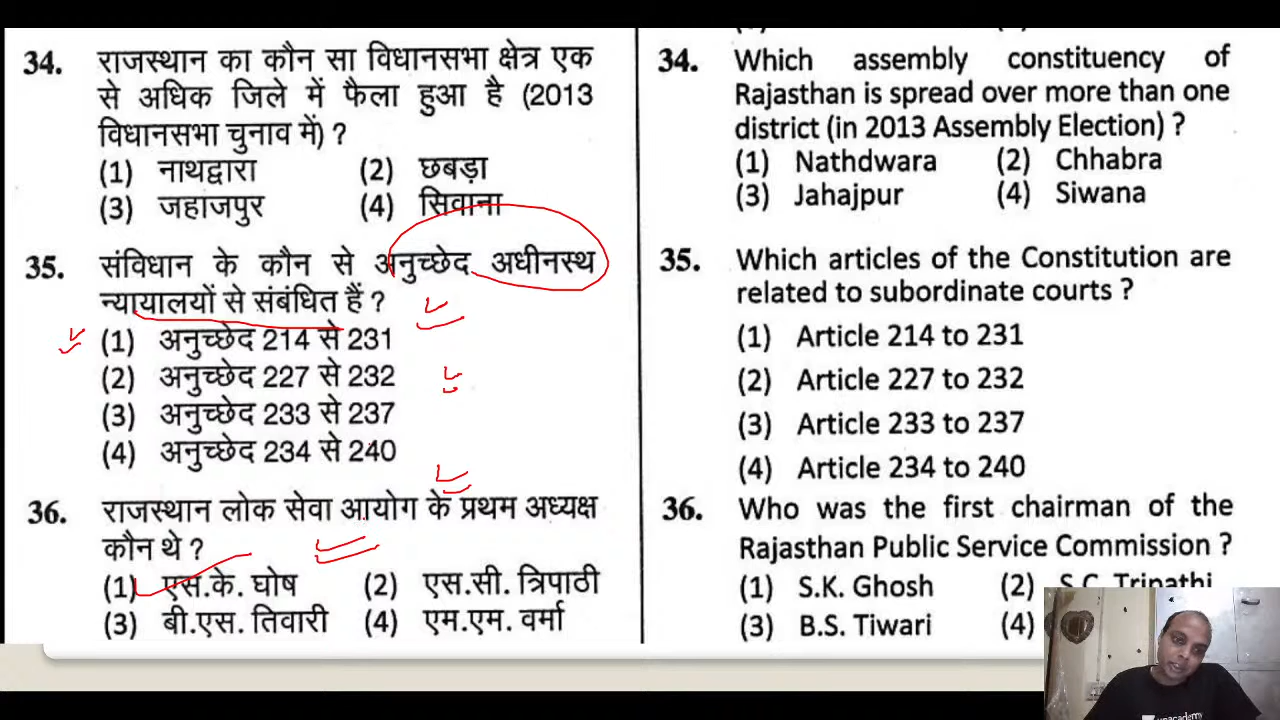 34. राजस्थान का कौन सा विधानसभा क्षेत्र एक
से अधिक जिले में फैला हुआ है (2013
विधानसभा चुनाव में) ?
(1) नाथद्वारा (2) छबड़ा
(3) जहाजपुर (4) सिवाना
35. संविधान के कौन से अनुच्छेद अधीनस्थ
न्यायालयों से संबंधित हैं ?
(1) अनुच्छेद 214 से 231
(2) अनुच्छेद 227 से 232
(3) अनुच्छेद 233 से 237
(4) अनुच्छेद 234 से 240
36. राजस्थान लोक सेवा आयोग के प्रथम अध्यक्ष
कौन थे ?
(1) एस.के. घोष (2) एस.सी. त्रिपाठी
(3) बी.एस. तिवारी (4) एम.एम. वर्मा
34. Which assembly constituency of
Rajasthan is spread over more than one
district (in 2013 Assembly Election) ?
(1) Nathdwara (2) Chhabra
(3) Jahajpur (4) Siwana
35. Which articles of the Constitution are
related to subordinate courts ?
(1) Article 214 to 231
(2) Article 227 to 232
(3) Article 233 to 237
(4) Article 234 to 240
36. Who was the first chairman of the
Rajasthan Public Service Commission ?
(1) S.K. Ghosh (2) S.C. Tripathi
(3) B.S. Tiwari (4)